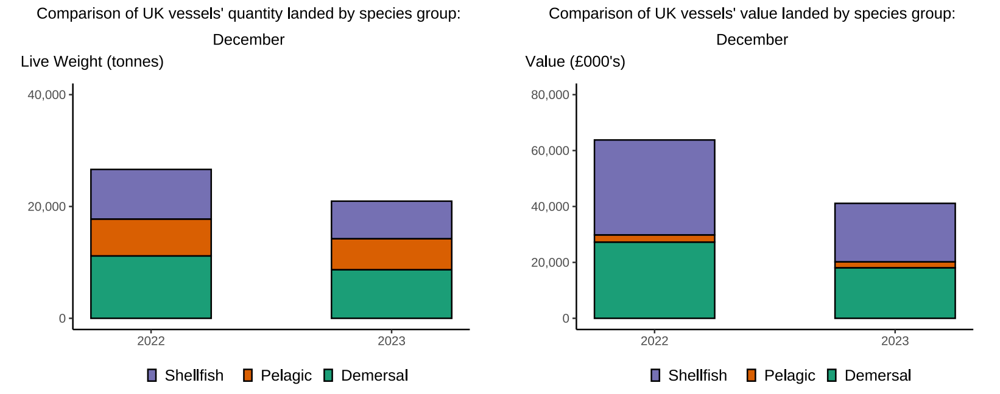 Comparison of UK vessels' quantity landed by species group:
December
Live Weight (tonnes)
40,000
20,000
0
2022
2023
Shellfish
Pelagic
Demersal
Comparison of UK vessels' value landed by species group:
December
Value (£000's)
80,000
60,000
40,000
20,000
0
2022
2023
Shellfish
Pelagic
Demersal